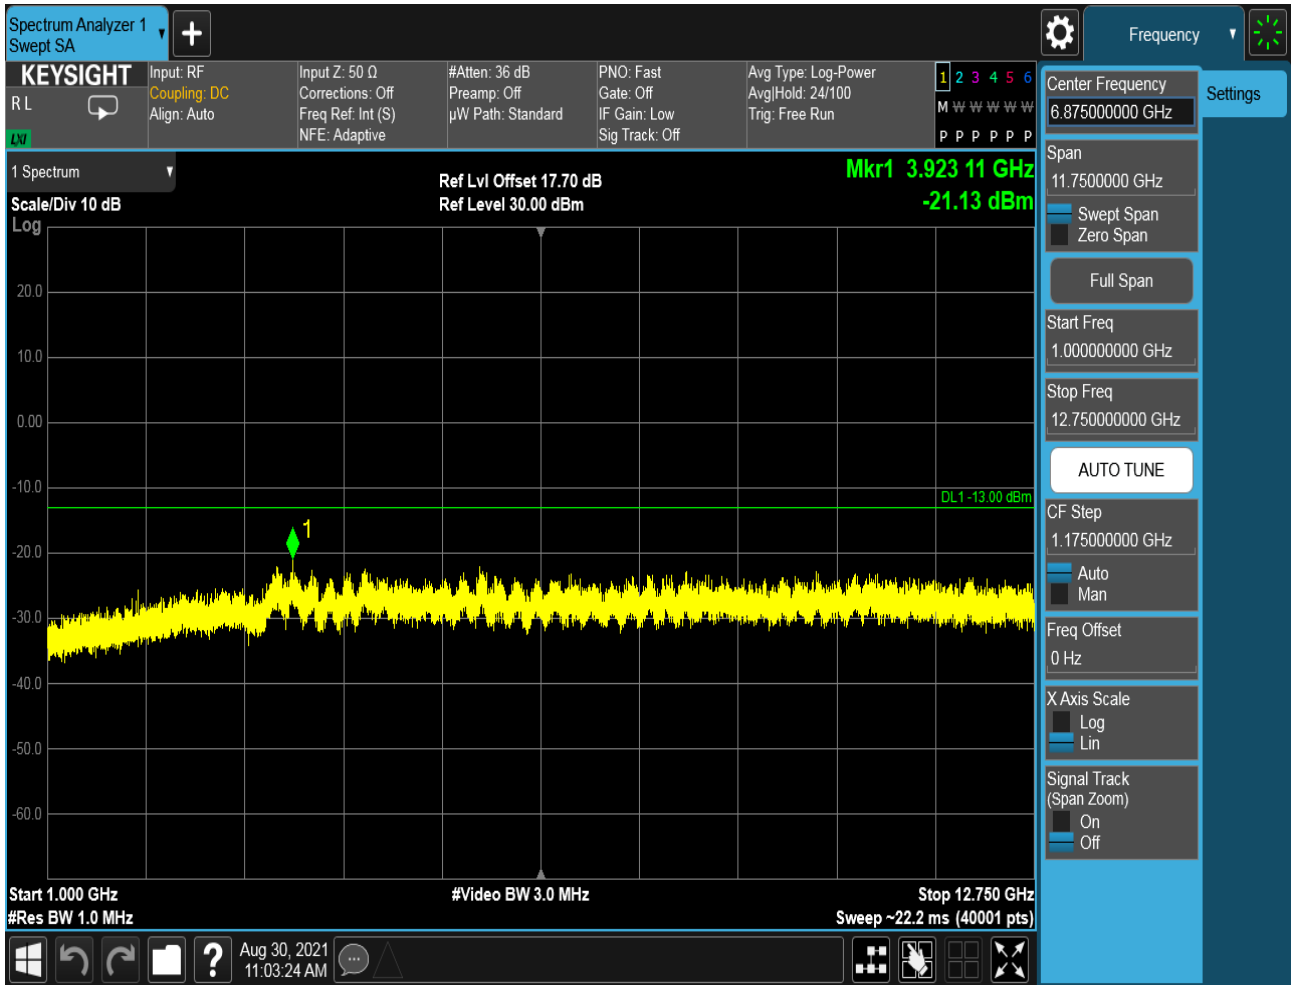 Spectrum Analyzer 1
Swept SA
Frequency
KEYSIGHT
R L
LXI
Input: RF
Coupling: DC
Align: Auto
Input Z: 50 Ω
Corrections: Off
Freq Ref: Int (S)
NFE: Adaptive
#Atten: 36 dB
Preamp: Off
µW Path: Standard
PNO: Fast
Gate: Off
IF Gain: Low
Sig Track: Off
Avg Type: Log-Power
Avg|Hold: 24/100
Trig: Free Run
1 2 3 4 5 6
M W W W W W
P P P P P P
1 Spectrum
Scale/Div 10 dB
Log
Ref Lvl Offset 17.70 dB
Ref Level 30.00 dBm
Mkr1 3.923 11 GHz
-21.13 dBm
20.0
10.0
0.00
-10.0
DL1 -13.00 dBm
1
-20.0
-30.0
-40.0
-50.0
-60.0
Start 1.000 GHz
#Res BW 1.0 MHz
#Video BW 3.0 MHz
Stop 12.750 GHz
Sweep ~22.2 ms (40001 pts)
Center Frequency
6.875000000 GHz
Settings
Span
11.7500000 GHz
Swept Span
Zero Span
Full Span
Start Freq
1.000000000 GHz
Stop Freq
12.750000000 GHz
AUTO TUNE
CF Step
1.175000000 GHz
Auto
Man
Freq Offset
0 Hz
X Axis Scale
Log
Lin
Signal Track
(Span Zoom)
On
Off
?
Aug 30, 2021
11:03:24 AM